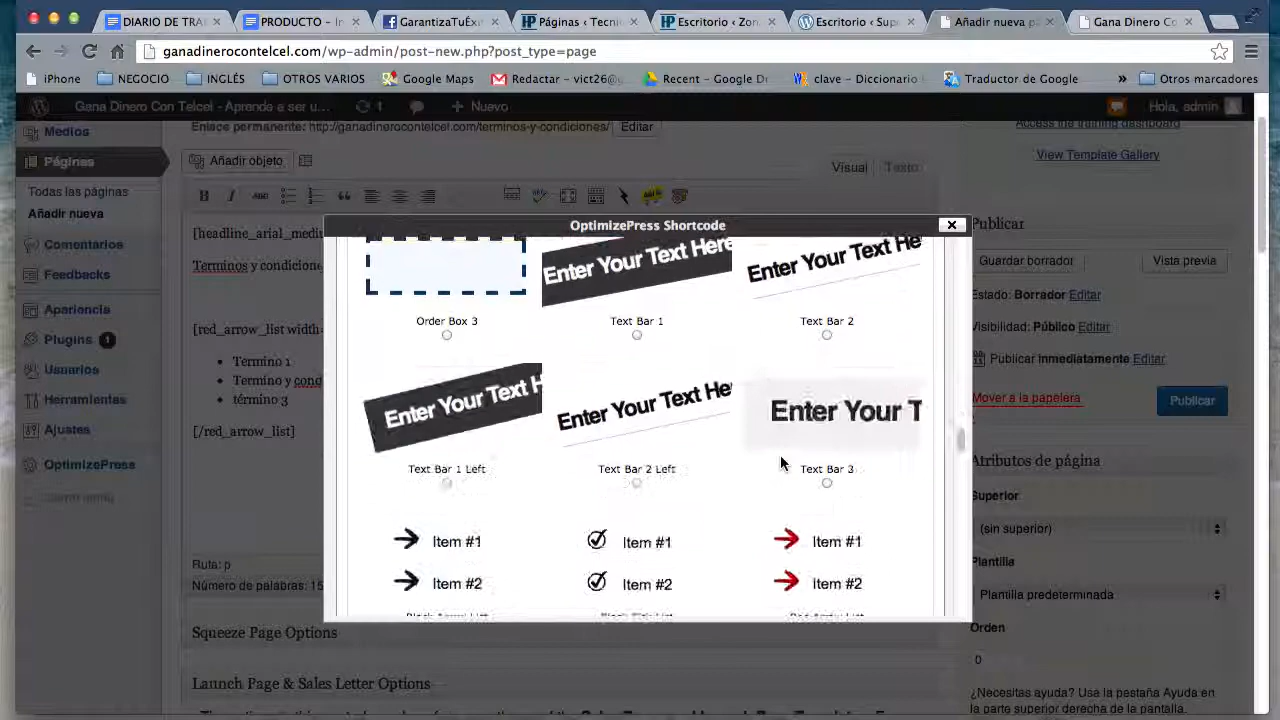 DIARIO DE TRA
PRODUCTO – In
GarantizaTuÉxi
Páginas ‹ Tecni
Escritorio ‹ Zon
Escritorio ‹ Sup
Añadir nueva p
Gana Dinero Co
ganadinerocontelcel.com/wp-admin/post-new.php?post_type=page
iPhone
NEGOCIO
INGLÉS
OTROS VARIOS
Google Maps
Redactar – vict26@
Recent – Google Dr
clave – Diccionario
Traductor de Google
»
Otros marcadores
Gana Dinero Con Telcel - Aprende a ser u...
1
Nuevo
Hola, admin
Medios
Páginas
Todas las páginas
Añadir nueva
Comentarios
Feedbacks
Apariencia
Plugins 1
Usuarios
Herramientas
Ajustes
OptimizePress
Cerrar menú
Enlace permanente: http://ganadinerocontelcel.com/terminos-y-condiciones/ Editar
Añadir objeto
Visual
Texto
B I ABC
[headline_arial_medi
Terminos y condicione
[red_arrow_list width=
Termino 1
Termino y cond
término 3
[/red_arrow_list]
Ruta: p
Número de palabras: 15
Squeeze Page Options
Launch Page & Sales Letter Options
OptimizePress Shortcode
Enter Your Text Here
Enter Your Text He
Order Box 3
Text Bar 1
Text Bar 2
Enter Your Text H
Enter Your Text He
Enter Your T
Text Bar 1 Left
Text Bar 2 Left
Text Bar 3
Item #1
Item #1
Item #1
Item #2
Item #2
Item #2
Access the training dashboard
View Template Gallery
Publicar
Guardar borrador
Vista previa
Estado: Borrador Editar
Visibilidad: Público Editar
Publicar inmediatamente Editar
Mover a la papelera
Publicar
Atributos de página
Superior
(sin superior)
Plantilla
Plantilla predeterminada
Orden
0
¿Necesitas ayuda? Usa la pestaña Ayuda en
la parte superior derecha de la pantalla.